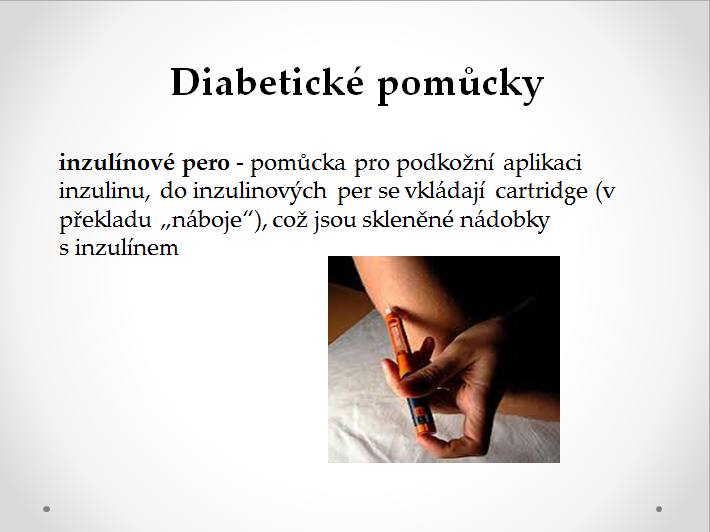 Diabetické pomůcky
inzulínové pero - pomůcka pro podkožní aplikaci
inzulinu, do inzulinových per se vkládají cartridge (v
překladu „náboje“), což jsou skleněné nádobky
s inzulínem